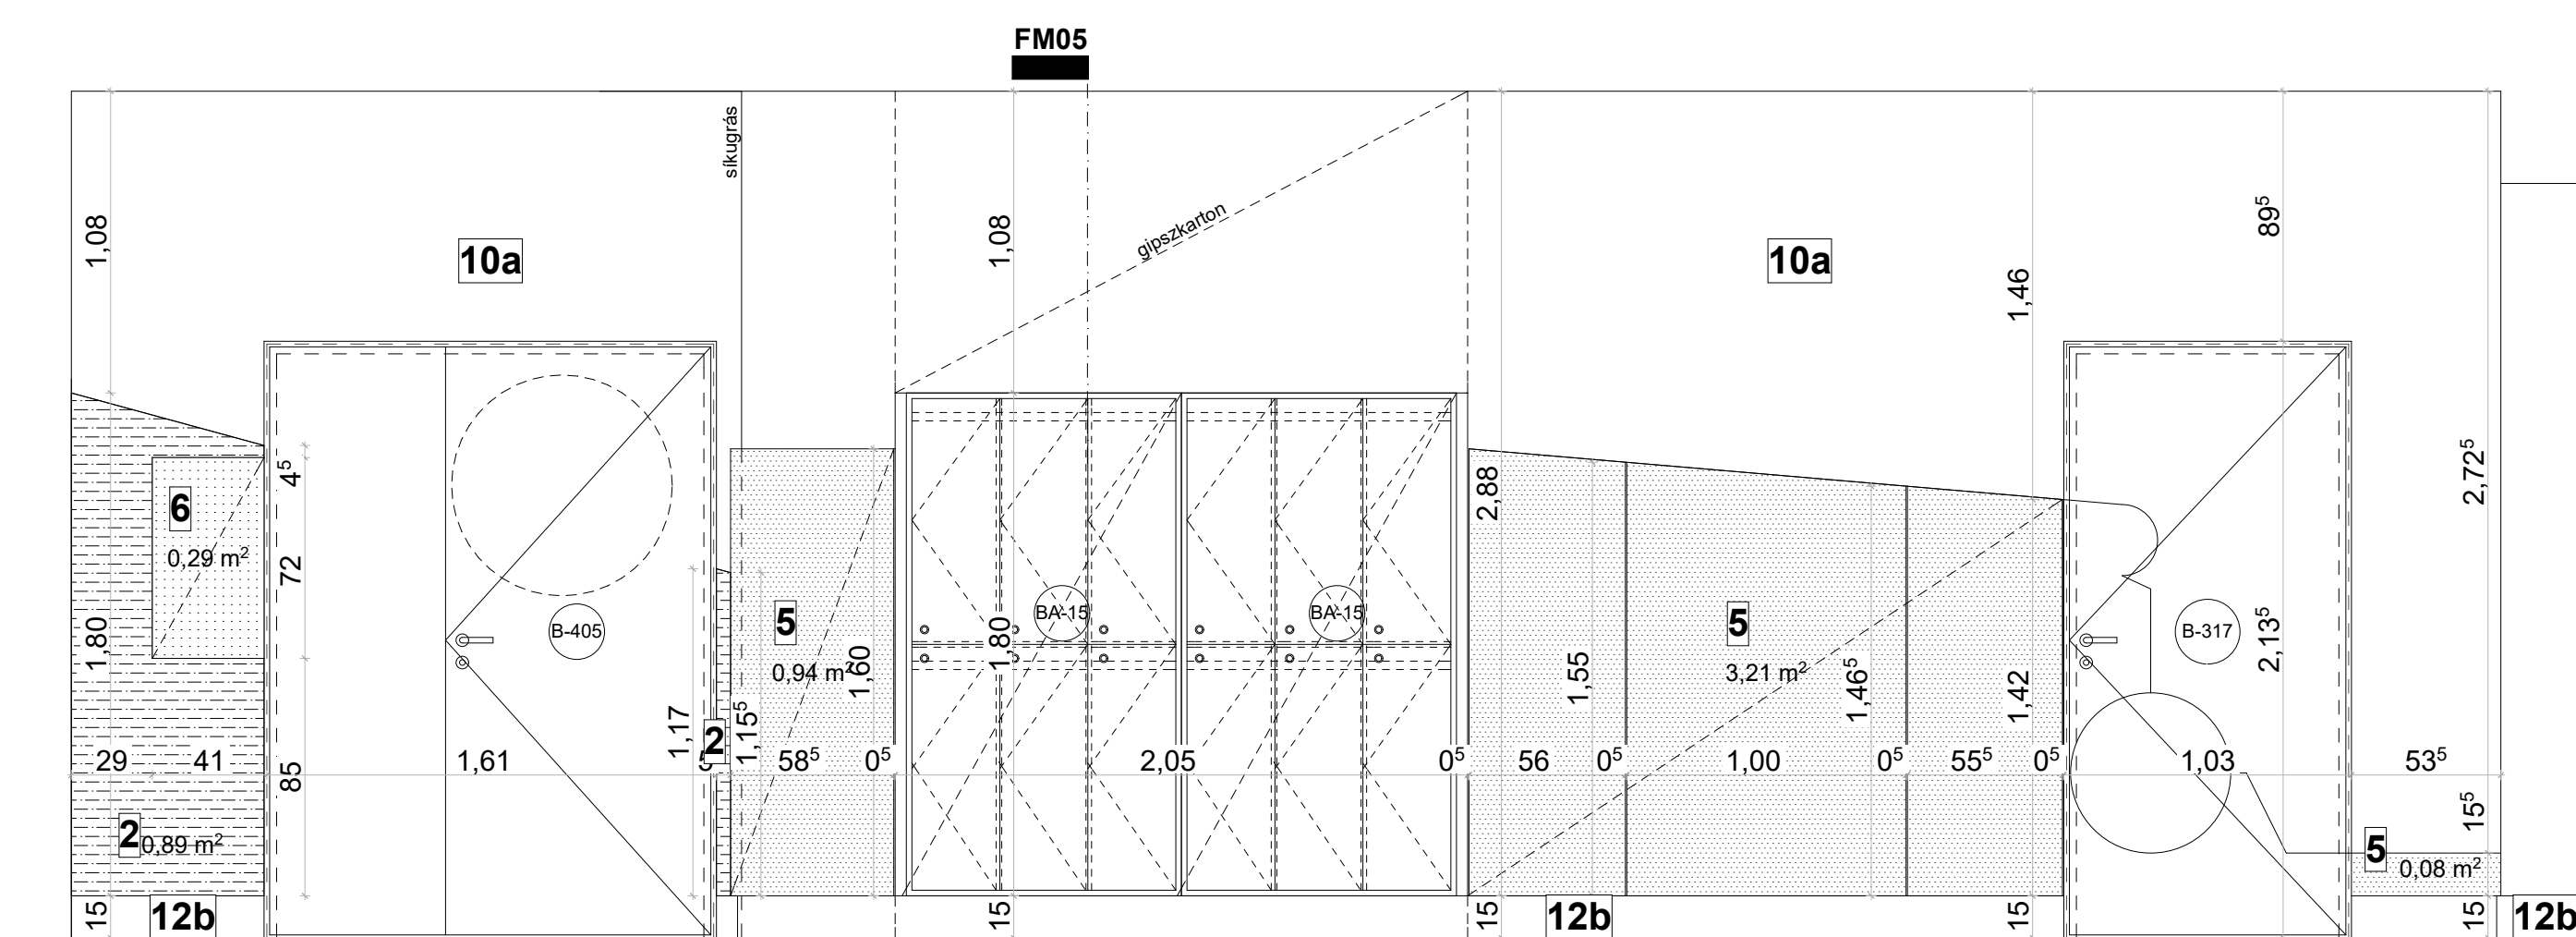 FM05
síkugrás
1,08
10a
1,08
gipszkarton
10a
1,46
89⁵
6
0,29 m²
4⁵
72
1,80
85
29
41
2
0,89 m²
1,61
B-405
1,17
2
5
1,15⁵
5
0,94 m²
1,60
58⁵
0⁵
1,80
BA-15
BA-15
2,05
0⁵
2,88
56
1,55
0⁵
5
3,21 m²
1,00
1,46⁵
0⁵
55⁵
1,42
0⁵
B-317
2,13⁵
1,03
2,72⁵
53⁵
15⁵
5
0,08 m²
15
12b
15
15
12b
15
15
12b